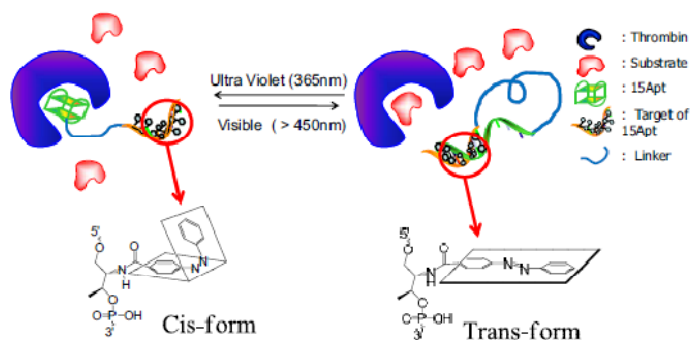 Ultra Violet (365nm)
Visible ( > 450nm)
: Thrombin
: Substrate
: 15Apt
: Target of
15Apt
: Linker
5'
O
O
N
H
N
N
O
O=P-OH
O
3'
Cis-form
5'
O
O
N
H
N
N
O
O=P-OH
O
3'
Trans-form